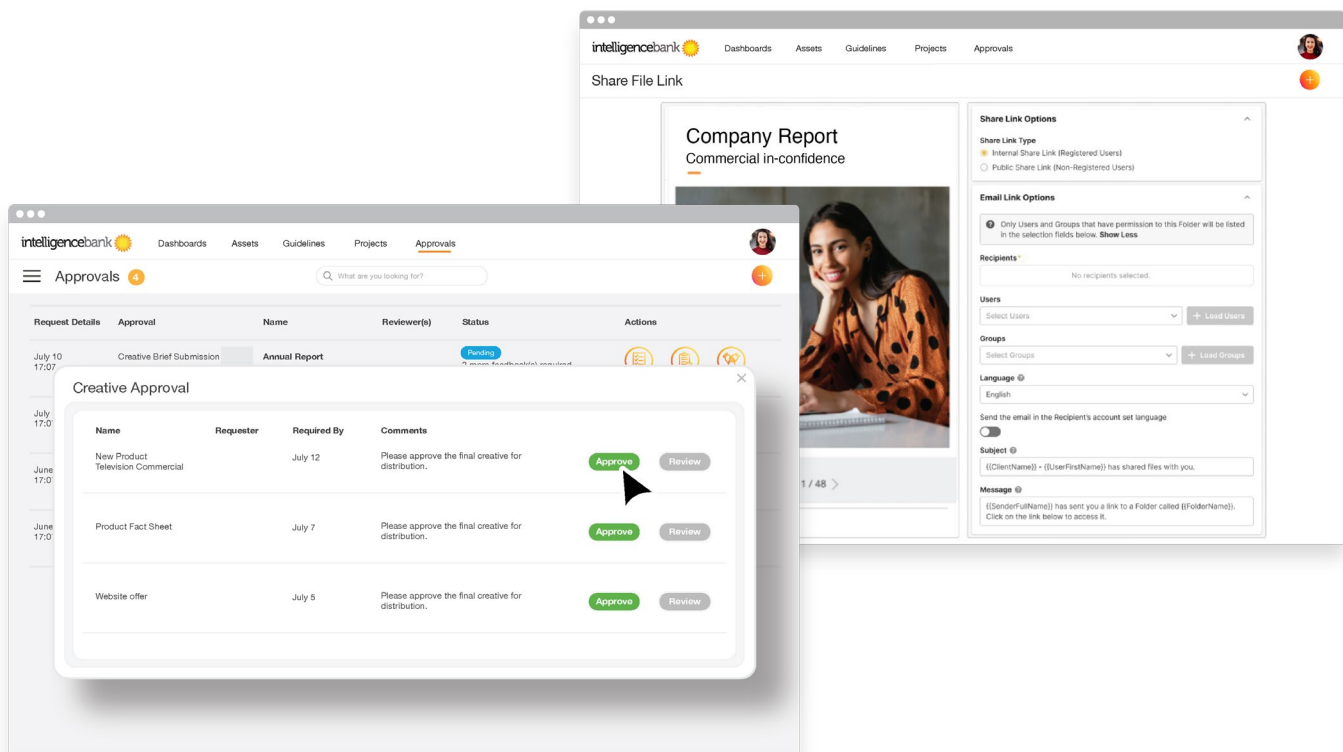 intelligencebank
Dashboards
Assets
Guidelines
Projects
Approvals
Share File Link
+
Company Report
Commercial in-confidence
1 / 48
Share Link Options
Share Link Type
Internal Share Link (Registered Users)
Public Share Link (Non-Registered Users)
Email Link Options
Only Users and Groups that have permission to this Folder will be listed
in the selection fields below. Show Less
Recipients*
No recipients selected.
Users
Select Users
+ Load Users
Groups
Select Groups
+ Load Groups
Language
English
Send the email in the Recipient's account set language
Subject
{{ClientName}} - {{UserFirstName}} has shared files with you.
Message
{{SenderFullName}} has sent you a link to a Folder called {{FolderName}}.
Click on the link below to access it.
intelligencebank
Dashboards
Assets
Guidelines
Projects
Approvals
Approvals 4
What are you looking for?
+
Request Details
Approval
Name
Reviewer(s)
Status
Actions
July 10
17:07
Creative Brief Submission
Annual Report
Pending
July
17:0
June
17:0
June
17:0
Creative Approval
Name
Requester
Required By
Comments
New Product
Television Commercial
July 12
Please approve the final creative for
distribution.
Approve
Review
Product Fact Sheet
July 7
Please approve the final creative for
distribution.
Approve
Review
Website offer
July 5
Please approve the final creative for
distribution.
Approve
Review